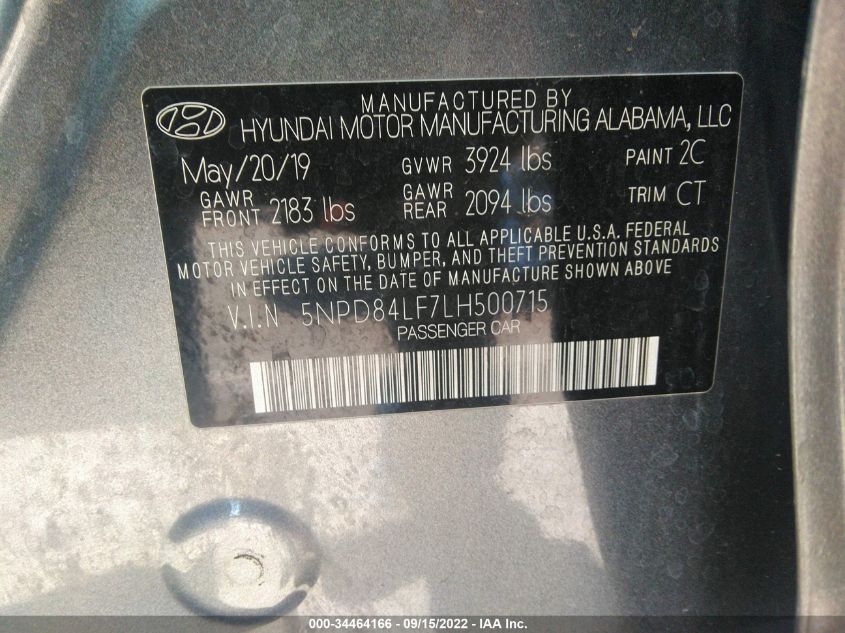 MANUFACTURED BY
HYUNDAI MOTOR MANUFACTURING ALABAMA, LLC
May/20/19 GVWR 3924 lbs PAINT 2C
GAWR FRONT 2183 lbs GAWR REAR 2094 lbs TRIM CT
THIS VEHICLE CONFORMS TO ALL APPLICABLE U.S.A. FEDERAL
MOTOR VEHICLE SAFETY, BUMPER, AND THEFT PREVENTION STANDARDS
IN EFFECT ON THE DATE OF MANUFACTURE SHOWN ABOVE
V.I.N 5NPD84LF7LH500715
PASSENGER CAR
000-34464166 - 09/15/2022 - IAA Inc.